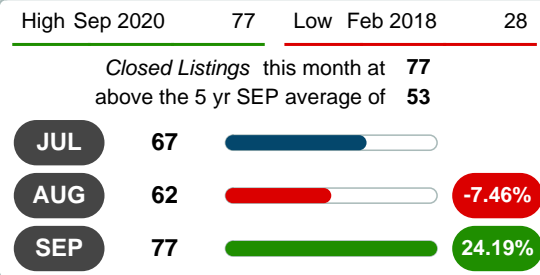 High Sep 2020 77 Low Feb 2018 28
Closed Listings this month at 77
above the 5 yr SEP average of 53
JUL 67
AUG 62 -7.46%
SEP 77 24.19%